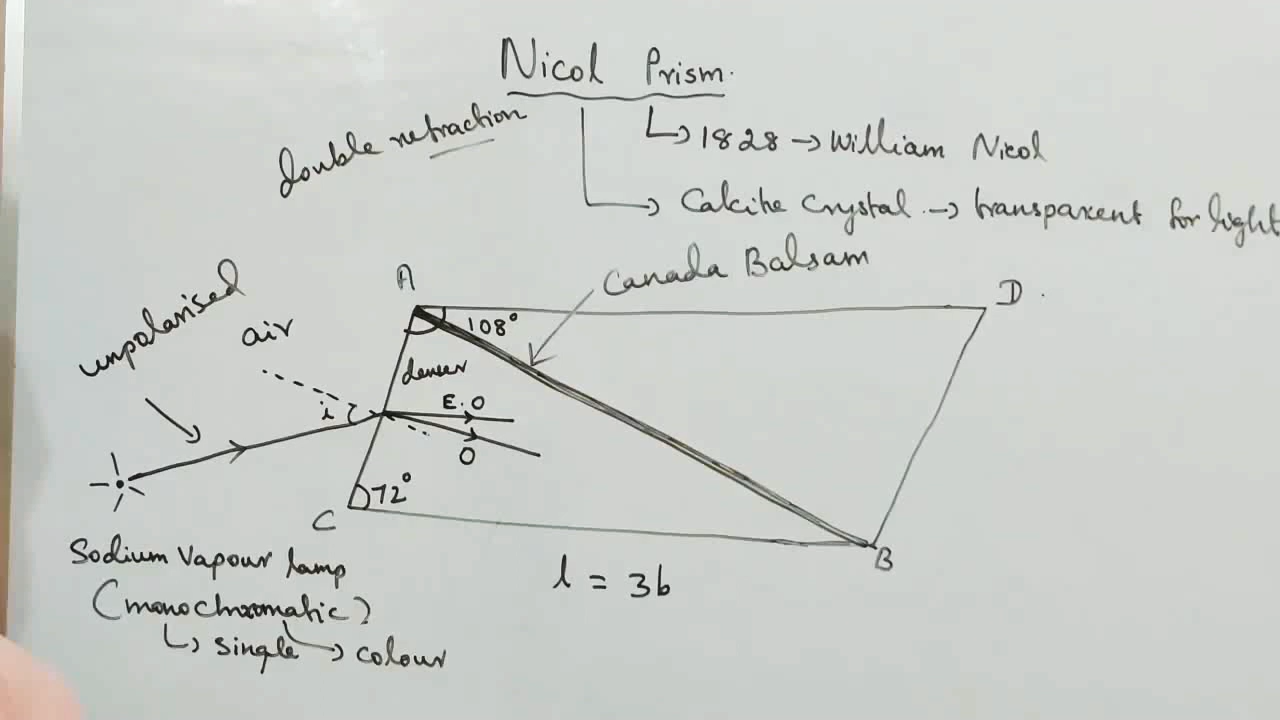 Nicol Prism.
double refraction
↳ 1828 → William Nicol
→ Calcite Crystal → transparent for light
Canada Balsam
unpolarised
air
A
D.
108°
denser
i
E.O
O
72°
C
B
Sodium Vapour lamp
(monochromatic)
↳ single → colour
l = 3b